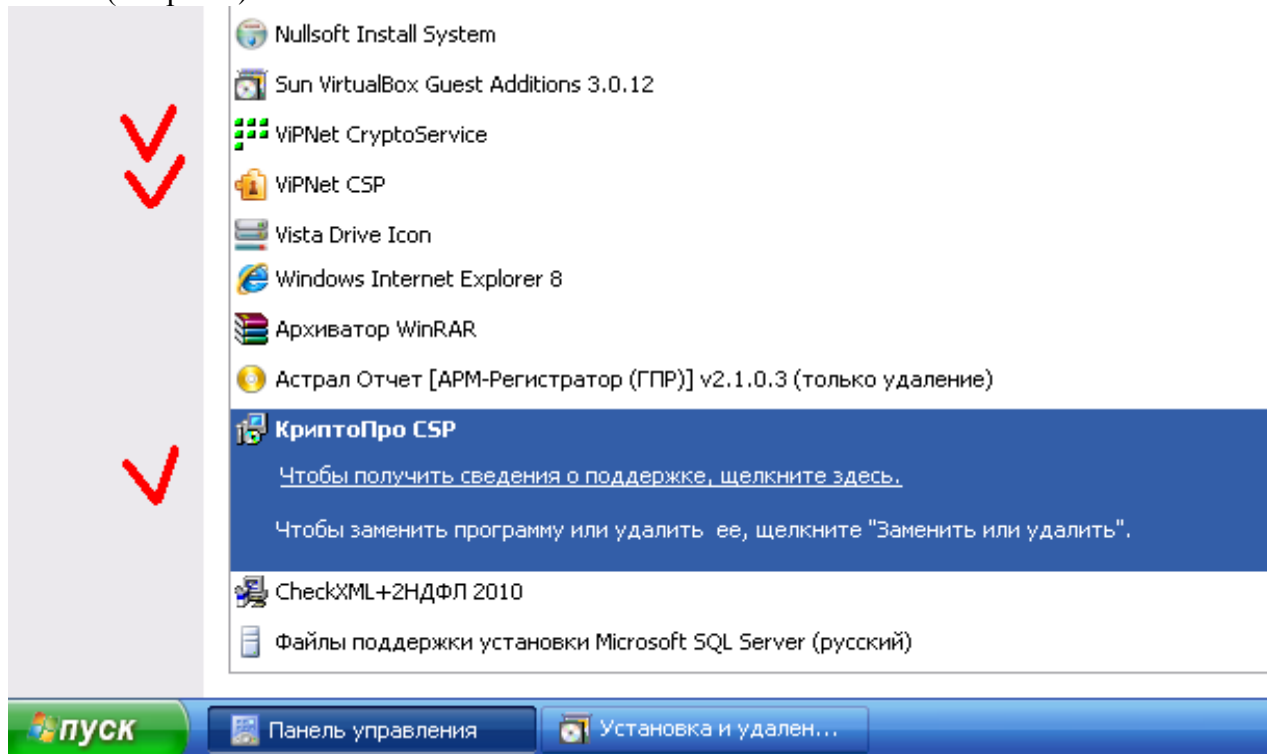 Nullsoft Install System
Sun VirtualBox Guest Additions 3.0.12
ViPNet CryptoService
ViPNet CSP
Vista Drive Icon
Windows Internet Explorer 8
Архиватор WinRAR
Астрал Отчет [АРМ-Регистратор (ГПР)] v2.1.0.3 (только удаление)
КриптоПро CSP
Чтобы получить сведения о поддержке, щелкните здесь.
Чтобы заменить программу или удалить ее, щелкните "Заменить или удалить".
CheckXML+2НДФЛ 2010
Файлы поддержки установки Microsoft SQL Server (русский)
пуск Панель управления Установка и удален...